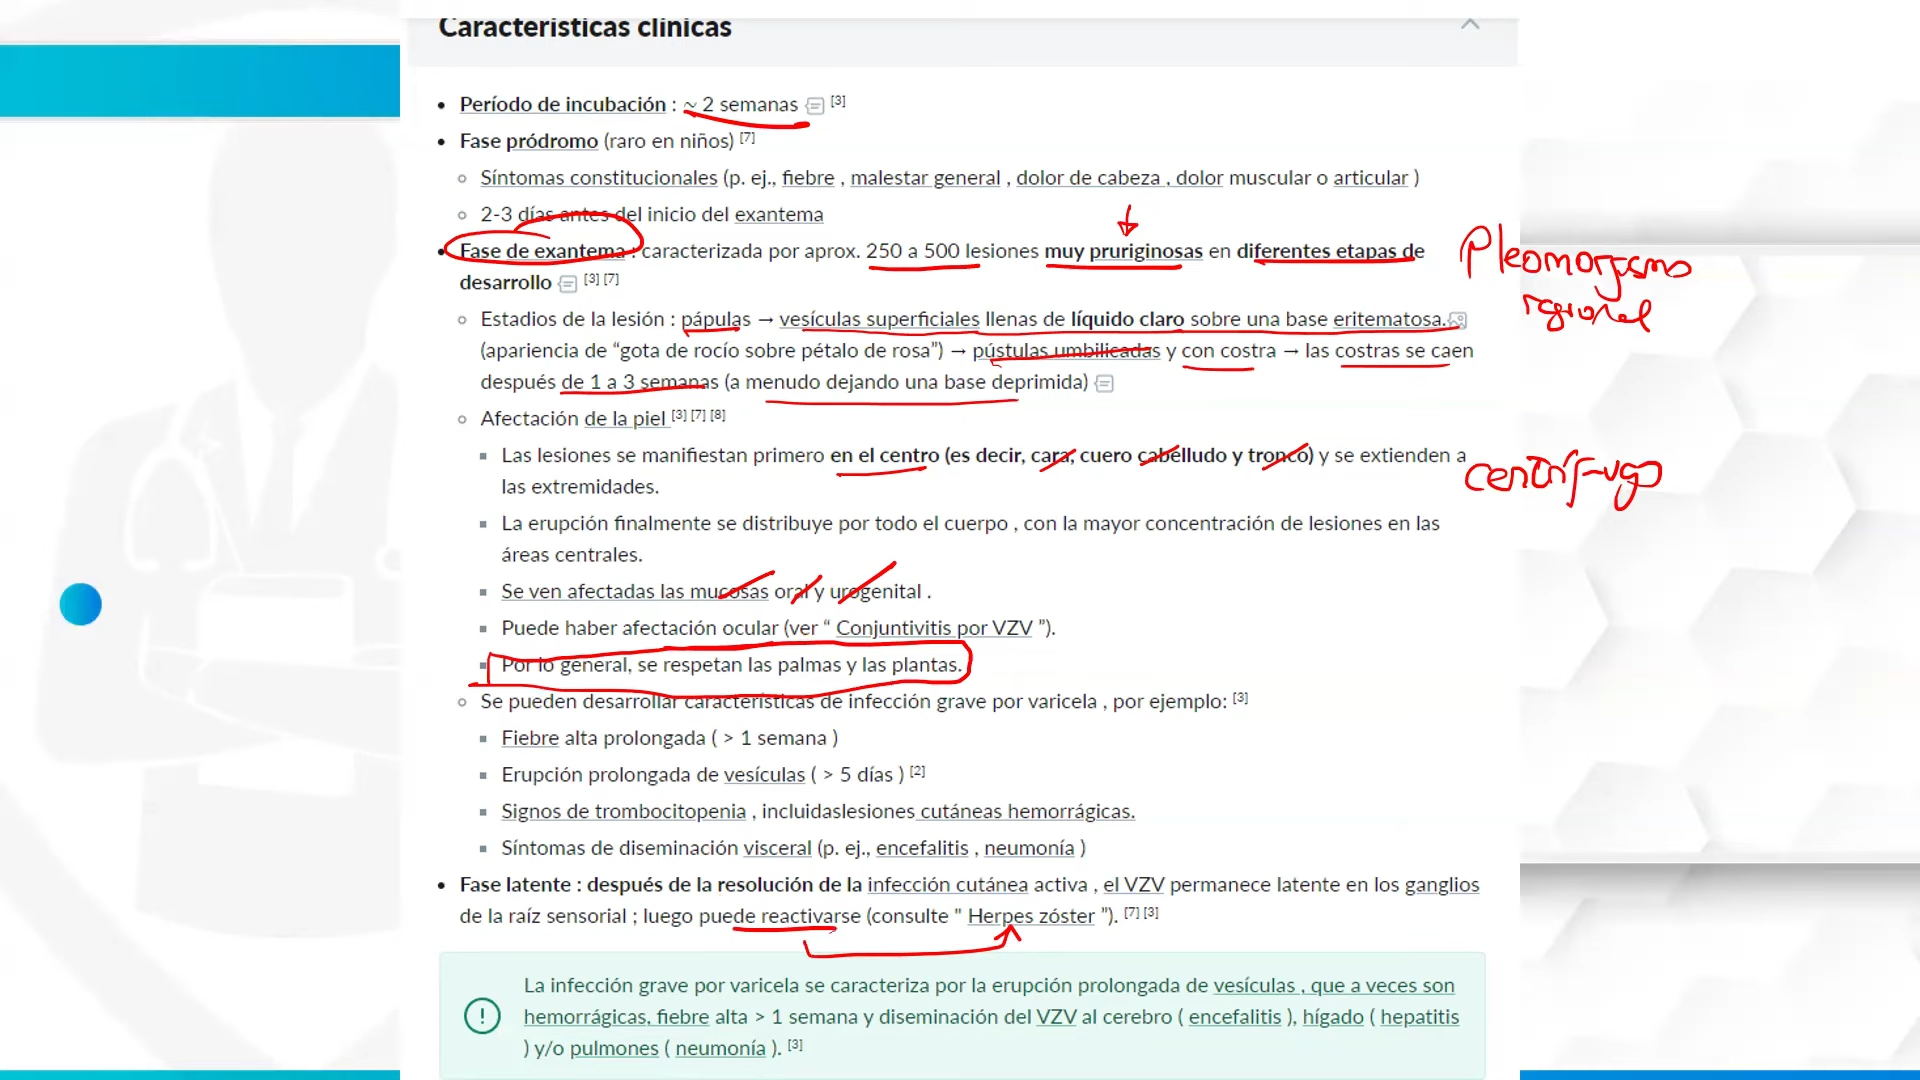 Características clínicas
Período de incubación : ~ 2 semanas [3]
Fase pródromo (raro en niños) [7]
Síntomas constitucionales (p. ej., fiebre , malestar general , dolor de cabeza , dolor muscular o articular )
2-3 días antes del inicio del exantema
Fase de exantema : caracterizada por aprox. 250 a 500 lesiones muy pruriginosas en diferentes etapas de
desarrollo [3] [7]
Pleomorfismo
regional
Estadios de la lesión : pápulas → vesículas superficiales llenas de líquido claro sobre una base eritematosa.
(apariencia de “gota de rocío sobre pétalo de rosa”) → pústulas umbilicadas y con costra → las costras se caen
después de 1 a 3 semanas (a menudo dejando una base deprimida)
Afectación de la piel [3] [7] [8]
Las lesiones se manifiestan primero en el centro (es decir, cara, cuero cabelludo y tronco) y se extienden a
las extremidades.
centrífugo
La erupción finalmente se distribuye por todo el cuerpo , con la mayor concentración de lesiones en las
áreas centrales.
Se ven afectadas las mucosas oral y urogenital .
Puede haber afectación ocular (ver “ Conjuntivitis por VZV ”).
Por lo general, se respetan las palmas y las plantas.
Se pueden desarrollar características de infección grave por varicela , por ejemplo: [3]
Fiebre alta prolongada ( > 1 semana )
Erupción prolongada de vesículas ( > 5 días ) [2]
Signos de trombocitopenia , incluidaslesiones cutáneas hemorrágicas.
Síntomas de diseminación visceral (p. ej., encefalitis , neumonía )
Fase latente : después de la resolución de la infección cutánea activa , el VZV permanece latente en los ganglios
de la raíz sensorial ; luego puede reactivarse (consulte " Herpes zóster ”). [7] [3]
La infección grave por varicela se caracteriza por la erupción prolongada de vesículas , que a veces son
hemorrágicas, fiebre alta > 1 semana y diseminación del VZV al cerebro ( encefalitis ), hígado ( hepatitis
) y/o pulmones ( neumonía ). [3]